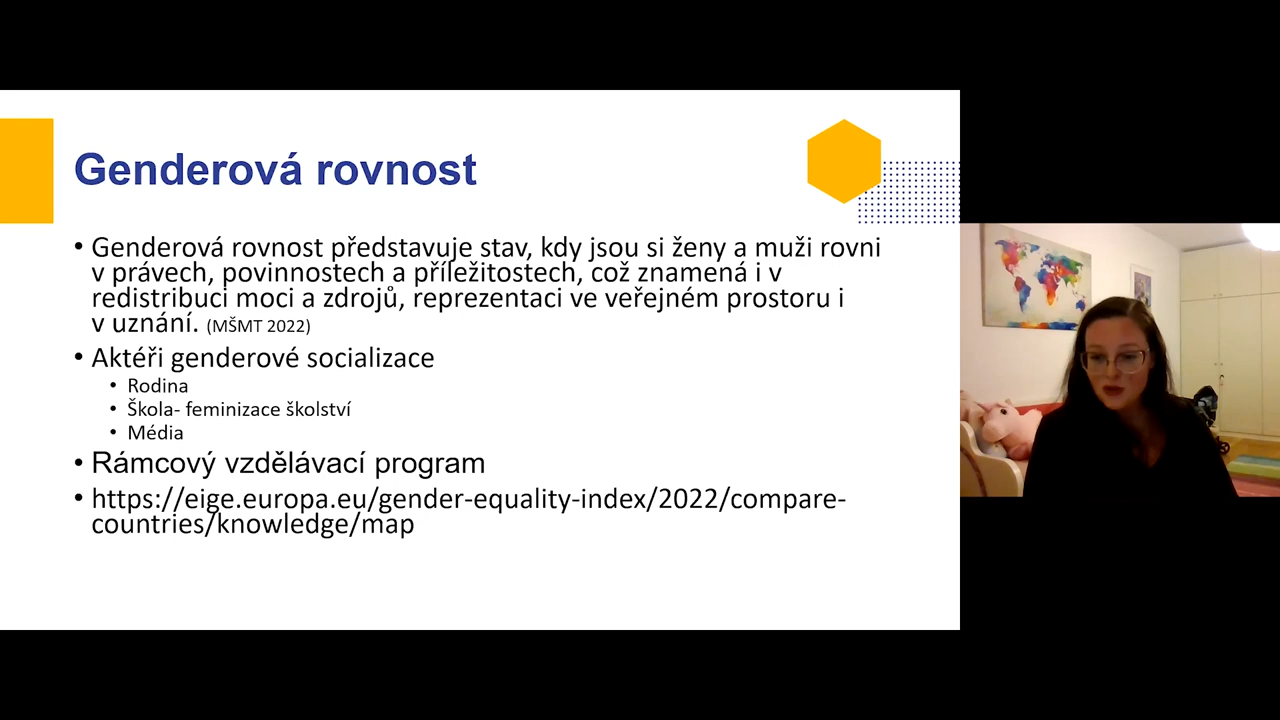 Genderová rovnost
• Genderová rovnost představuje stav, kdy jsou si ženy a muži rovni
v právech, povinnostech a příležitostech, což znamená i v
redistribuci moci a zdrojů, reprezentaci ve veřejném prostoru i
v uznání. (MŠMT 2022)
• Aktéři genderové socializace
• Rodina
• Škola- feminizace školství
• Média
• Rámcový vzdělávací program
• https://eige.europa.eu/gender-equality-index/2022/compare-
countries/knowledge/map